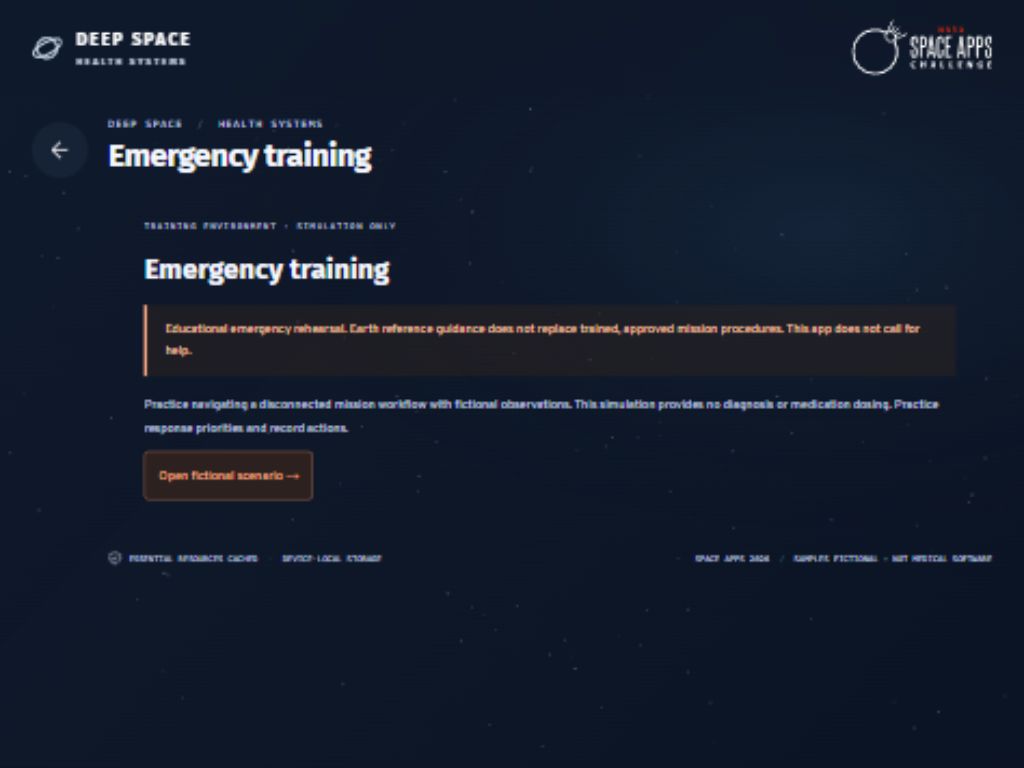 DEEP SPACE
HEALTH SYSTEMS
nasa
SPACE APPS
CHALLENGE
DEEP SPACE / HEALTH SYSTEMS
Emergency training
TRAINING ENVIRONMENT · SIMULATION ONLY
Emergency training
Educational emergency rehearsal. Earth reference guidance does not replace trained, approved mission procedures. This app does not call for
help.
Practice navigating a disconnected mission workflow with fictional observations. This simulation provides no diagnosis or medication dosing. Practice
response priorities and record actions.
Open fictional scenario →
ESSENTIAL RESOURCES CACHED · DEVICE-LOCAL STORAGE
SPACE APPS 2026 / SAMPLES FICTIONAL · NOT MEDICAL SOFTWARE